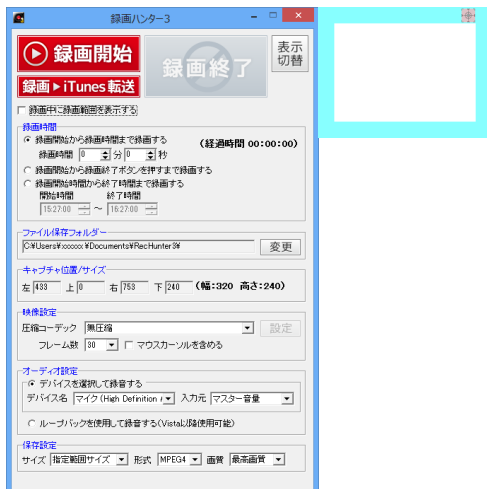 録画ハンター3
録画開始
録画終了
表示
切替
録画▶iTunes転送
録画中に録画範囲を表示する
録画時間
録画開始から録画時間まで録画する
(経過時間 00:00:00)
録画時間 0 分 0 秒
録画開始から録画終了ボタンを押すまで録画する
録画開始時間から終了時間まで録画する
開始時間 終了時間
15:27:00 ～ 16:27:00
ファイル保存フォルダー
C:¥Users¥xxxxx¥Documents¥RecHunter3¥ 変更
キャプチャ位置/サイズ
左 433 上 0 右 753 下 240 (幅:320 高さ:240)
映像設定
圧縮コーデック 無圧縮 設定
フレーム数 30 マウスカーソルを含める
オーディオ設定
デバイスを選択して録音する
デバイス名 マイク (High Definition 入力元 マスター音量
ループバックを使用して録音する(Vista以降使用可能)
保存設定
サイズ 指定範囲サイズ 形式 MPEG4 画質 最高画質